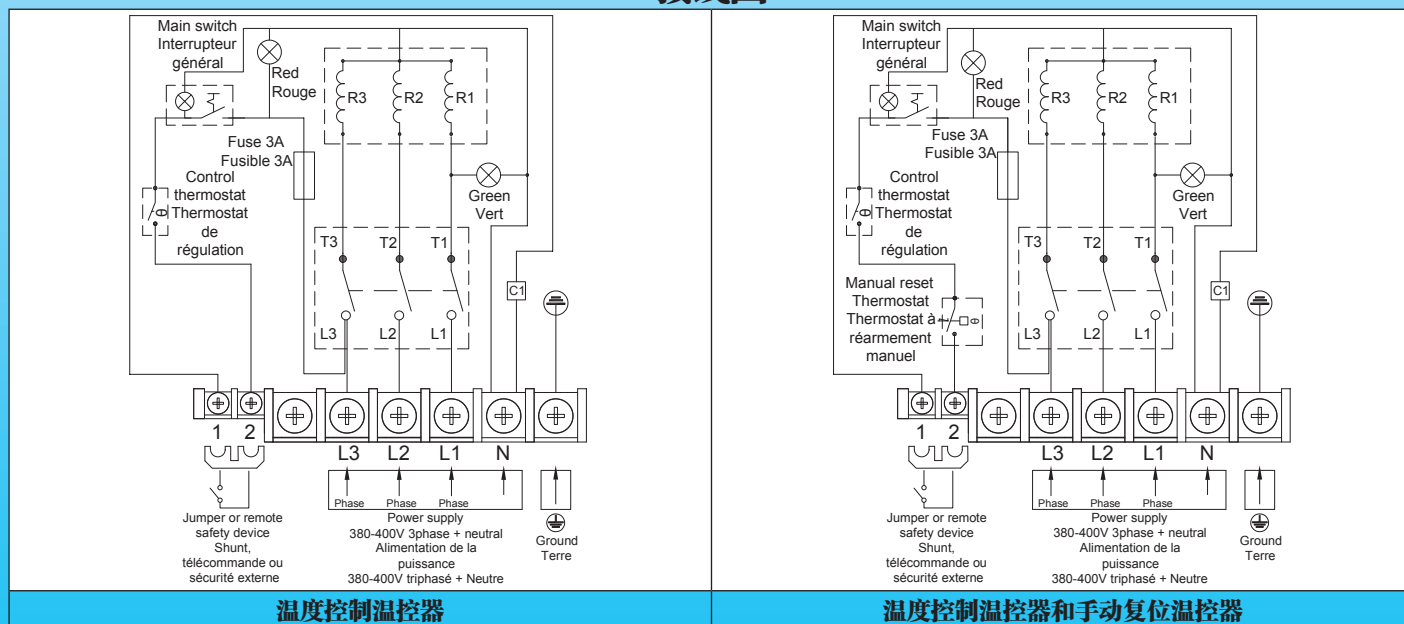 接线图
Main switch
Interrupteur
général
Red
Rouge
R3
R2
R1
Fuse 3A
Fusible 3A
Control
thermostat
Thermostat
de
régulation
θ
Green
Vert
T3
T2
T1
C1
L3
L2
L1
1
2
L3
L2
L1
N
Phase
Phase
Phase
Jumper or remote
safety device
Shunt,
télécommande ou
sécurité externe
Power supply
380-400V 3phase + neutral
Alimentation de la
puissance
380-400V triphasé + Neutre
Ground
Terre
温度控制温控器
Main switch
Interrupteur
général
Red
Rouge
R3
R2
R1
Fuse 3A
Fusible 3A
Control
thermostat
Thermostat
de
régulation
θ
Green
Vert
T3
T2
T1
C1
Manual reset
Thermostat
Thermostat à
réarmement
manuel
θ
L3
L2
L1
1
2
L3
L2
L1
N
Phase
Phase
Phase
Jumper or remote
safety device
Shunt,
télécommande ou
sécurité externe
Power supply
380-400V 3phase + neutral
Alimentation de la
puissance
380-400V triphasé + Neutre
Ground
Terre
温度控制温控器和手动复位温控器